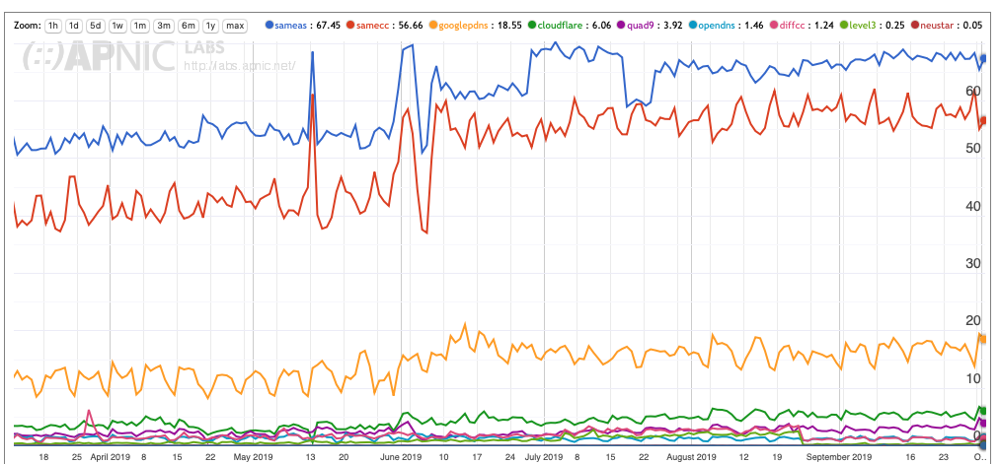 Zoom: 1h 1d 5d 1w 1m 3m 6m 1y max sameas : 67.45 samecc : 56.66 googlepdns : 18.55 cloudflare : 6.06 quad9 : 3.92 opendns : 1.46 diffcc : 1.24 level3 : 0.25 neustar : 0.05
(::)APNIC LABS
http://labs.apnic.net/
60
50
40
30
20
10
0
18 25 April 2019 8 15 22 May 2019 13 20 June 2019 10 17 24 July 2019 8 15 22 August 2019 12 19 September 2019 16 23 O...